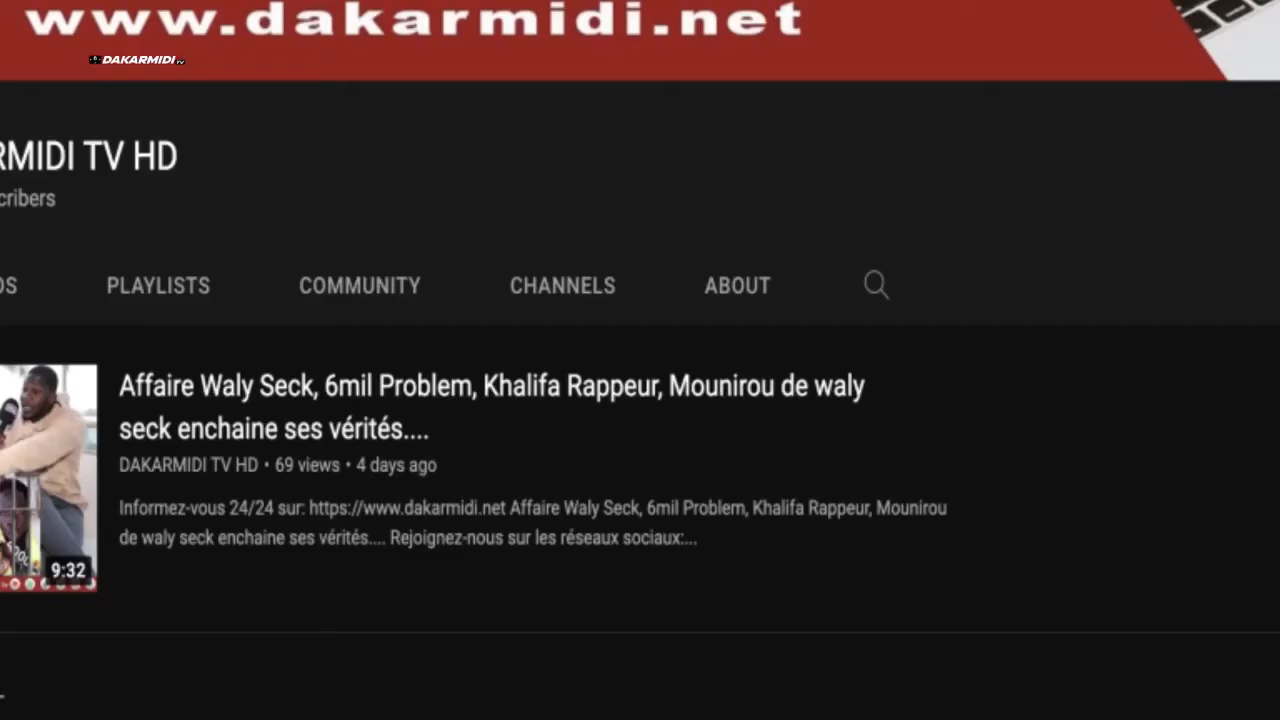 www.dakarmidi.net
DAKARMIDI TV
RMIDI TV HD
cribers
OS
PLAYLISTS
COMMUNITY
CHANNELS
ABOUT
Affaire Waly Seck, 6mil Problem, Khalifa Rappeur, Mounirou de waly
seck enchaine ses vérités....
DAKARMIDI TV HD • 69 views • 4 days ago
Informez-vous 24/24 sur: https://www.dakarmidi.net Affaire Waly Seck, 6mil Problem, Khalifa Rappeur, Mounirou
de waly seck enchaine ses vérités.... Rejoignez-nous sur les réseaux sociaux:...
9:32